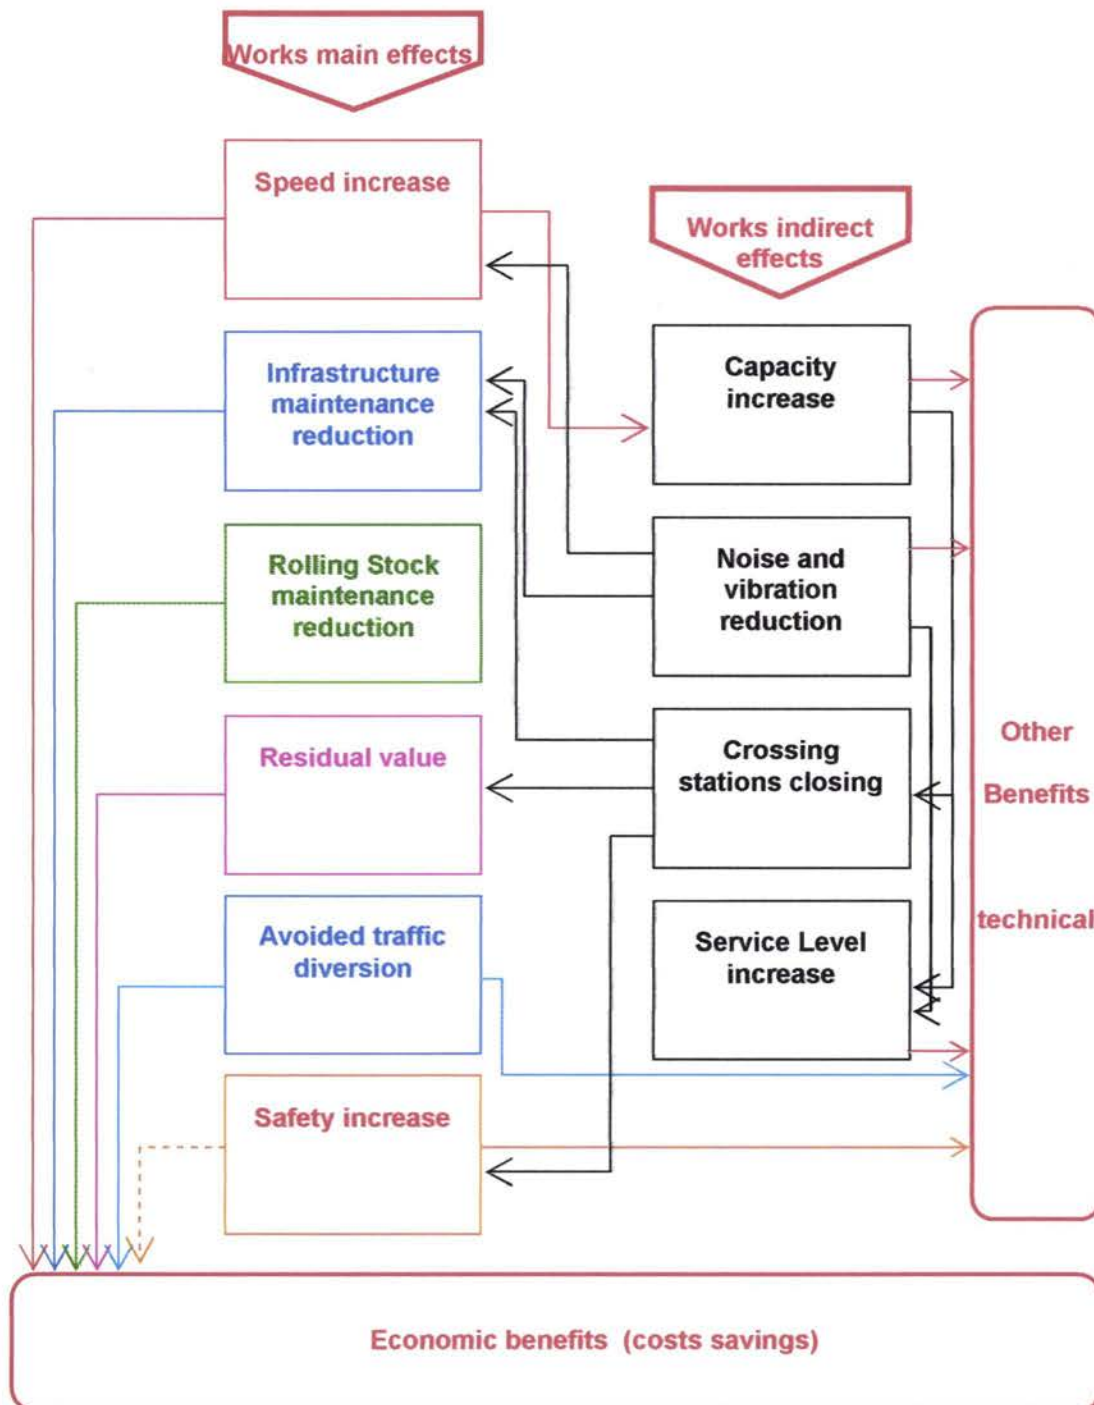 Works main effects
Speed increase
Infrastructure
maintenance
reduction
Rolling Stock
maintenance
reduction
Residual value
Avoided traffic
diversion
Safety increase
Works indirect
effects
Capacity
increase
Noise and
vibration
reduction
Crossing
stations closing
Service Level
increase
Other
Benefits
technical
Economic benefits (costs savings)